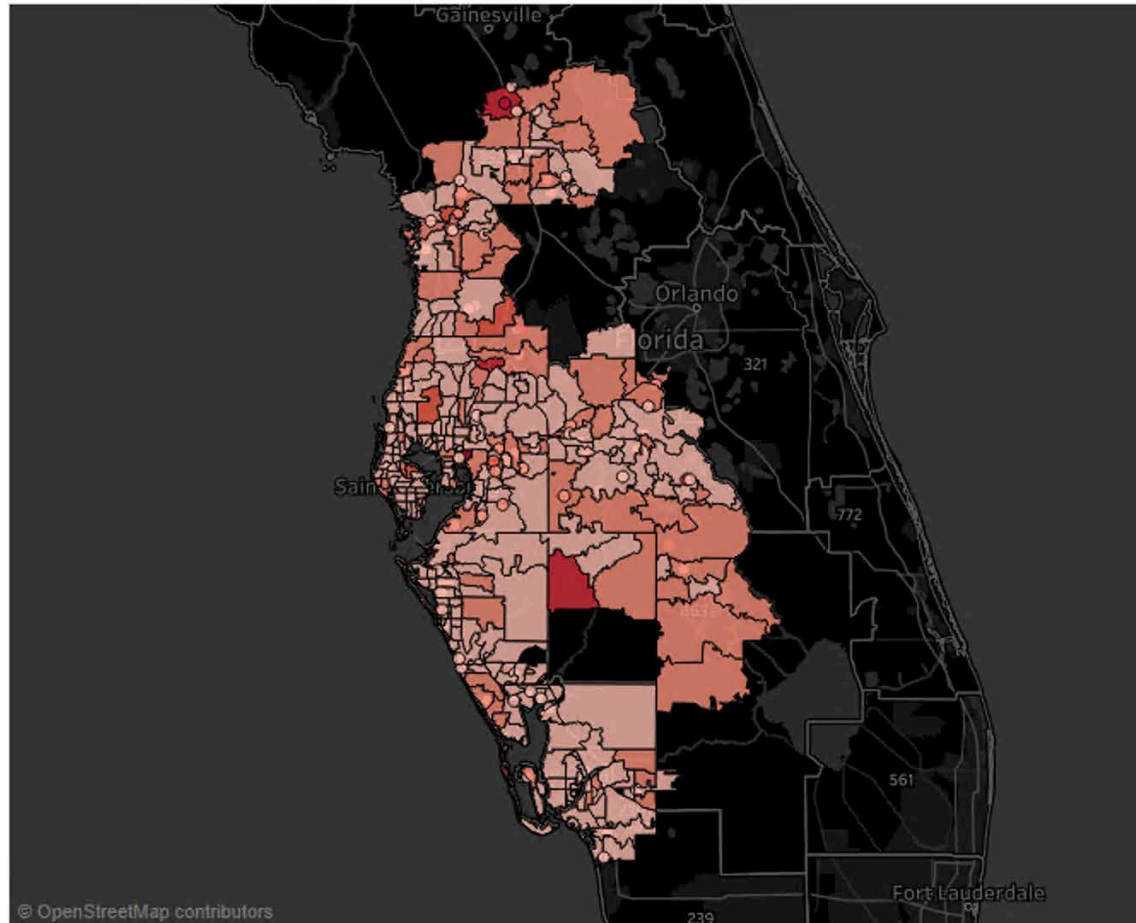 Gainesville
Orlando
Florida
321
772
561
Fort Lauderdale
239
© OpenStreetMap contributors